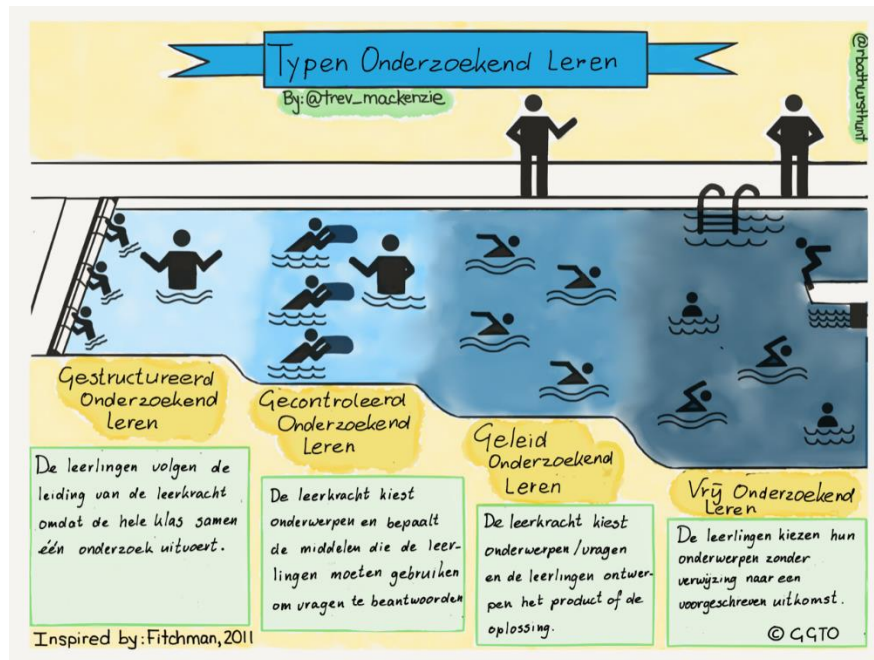 Typen Onderzoekend Leren
By:@trev_mackenzie
@rbathursthunt
Gestructureerd
Onderzoekend
Leren
De leerlingen volgen de
leiding van de leerkracht
omdat de hele klas samen
één onderzoek uitvoert.
Gecontroleerd
Onderzoekend
Leren
De leerkracht kiest
onderwerpen en bepaalt
de middelen die de leer-
lingen moeten gebruiken
om vragen te beantwoorden
Geleid
Onderzoekend
Leren
De leerkracht kiest
onderwerpen/vragen
en de leerlingen ontwer-
pen het product of de
oplossing.
Vrij Onderzoekend
Leren
De leerlingen kiezen hun
onderwerpen zonder
verwijzing naar een
voorgeschreven uitkomst.
© GGTO
Inspired by: Fitchman, 2011